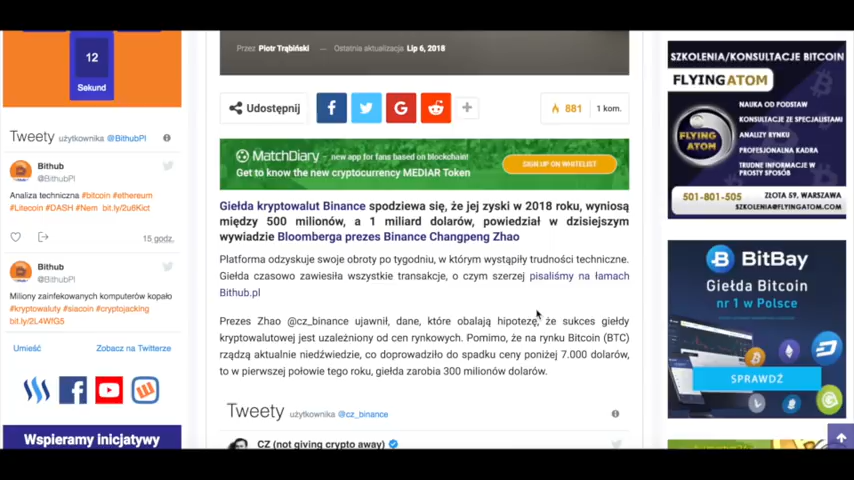 12
Sekund
Tweety użytkownika @BithubPl
Bithub
@BithubPl
Analiza techniczna #bitcoin #ethereum
#Litecoin #DASH #Nem bit.ly/2u6Kict
15 godz.
Bithub
@BithubPl
Miliony zainfekowanych komputerów kopało
#kryptowaluty #siacoin #cryptojacking
bit.ly/2L4WfG5
Umieść
Zobacz na Twitterze
Wspieramy inicjatywy
Przez Piotr Trąbiński — Ostatnia aktualizacja Lip 6, 2018
Udostępnij
881
1 kom.
MatchDiary - new app for fans based on blockchain!
Get to know the new cryptocurrency MEDIAR Token
SIGN UP ON WHITELIST
Giełda kryptowalut Binance spodziewa się, że jej zyski w 2018 roku, wyniosą
między 500 milionów, a 1 miliard dolarów, powiedział w dzisiejszym
wywiadzie Bloomberga prezes Binance Changpeng Zhao
Platforma odzyskuje swoje obroty po tygodniu, w którym wystąpiły trudności techniczne.
Giełda czasowo zawiesiła wszystkie transakcje, o czym szerzej pisaliśmy na łamach
Bithub.pl
Prezes Zhao @cz_binance ujawnił, dane, które obalają hipotezę, że sukces giełdy
kryptowalutowej jest uzależniony od cen rynkowych. Pomimo, że na rynku Bitcoin (BTC)
rządzą aktualnie niedźwiedzie, co doprowadziło do spadku ceny poniżej 7.000 dolarów,
to w pierwszej połowie tego roku, giełda zarobia 300 milionów dolarów.
Tweety użytkownika @cz_binance
CZ (not giving crypto away)
SZKOLENIA/KONSULTACJE BITCOIN
FLYINGATOM
FLYING
ATOM
NAUKA OD PODSTAW
KONSULTACJE ZE SPECJALISTAMI
ANALIZY RYNKU
PROFESJONALNA KADRA
TRUDNE INFORMACJE W
PROSTY SPOSÓB
501-801-505
ZŁOTA 59, WARSZAWA
SZKOLENIA@FLYINGATOM.COM
BitBay
Giełda Bitcoin
nr 1 w Polsce
SPRAWDŹ